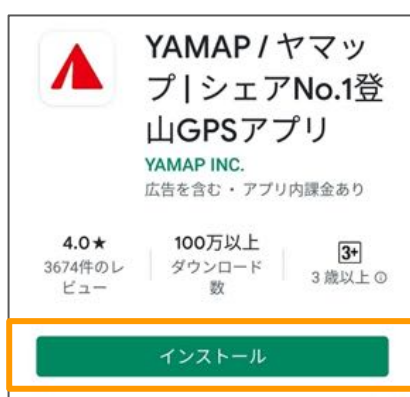 YAMAP / ヤマッ
プ | シェアNo.1登
山GPSアプリ
YAMAP INC.
広告を含む・アプリ内課金あり
4.0★
3674件のレ
ビュー
100万以上
ダウンロード
数
3+
3 歳以上
インストール